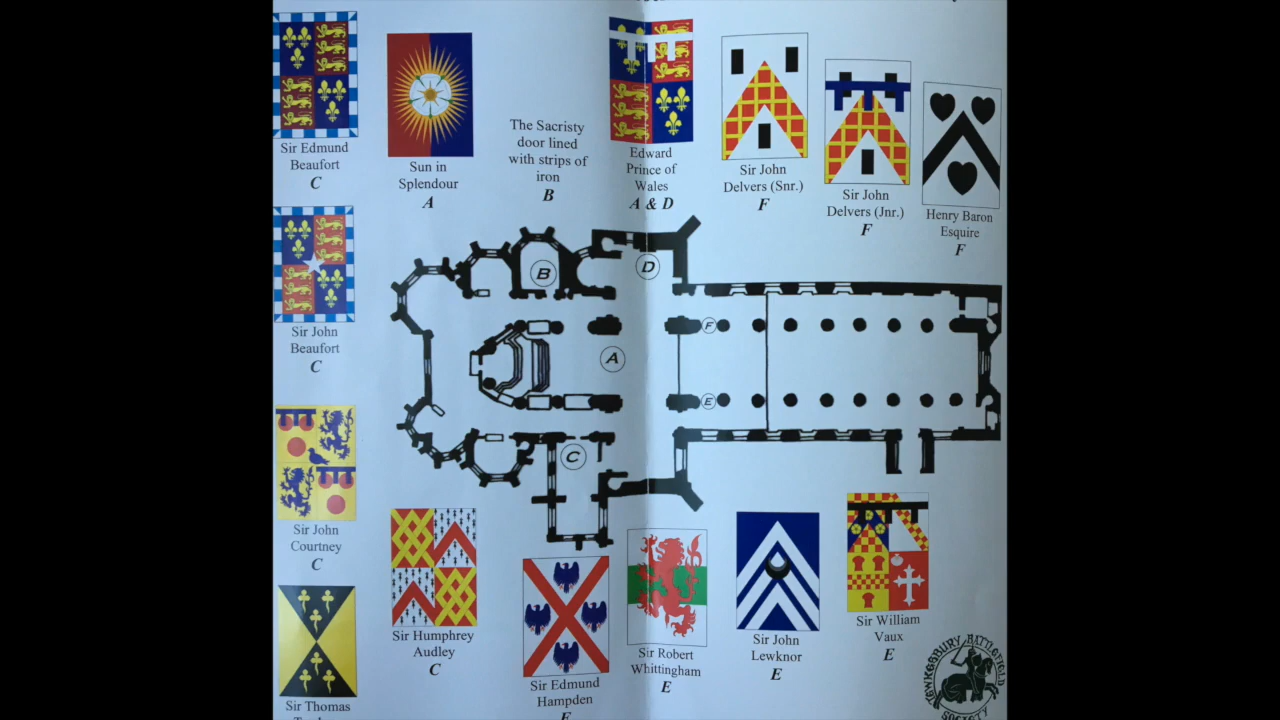 Sir Edmund
Beaufort
C
Sun in
Splendour
A
The Sacristy
door lined
with strips of
iron
B
Edward
Prince of
Wales
A & D
Sir John
Delvers (Snr.)
F
Sir John
Delvers (Jnr.)
F
Henry Baron
Esquire
F
Sir John
Beaufort
C
B
D
F
A
E
C
Sir John
Courtney
C
Sir Humphrey
Audley
C
Sir Edmund
Hampden
Sir Robert
Whittingham
E
Sir John
Lewknor
E
Sir William
Vaux
E
Sir Thomas
TEWKESBURY BATTLEFIELD
SOCIETY